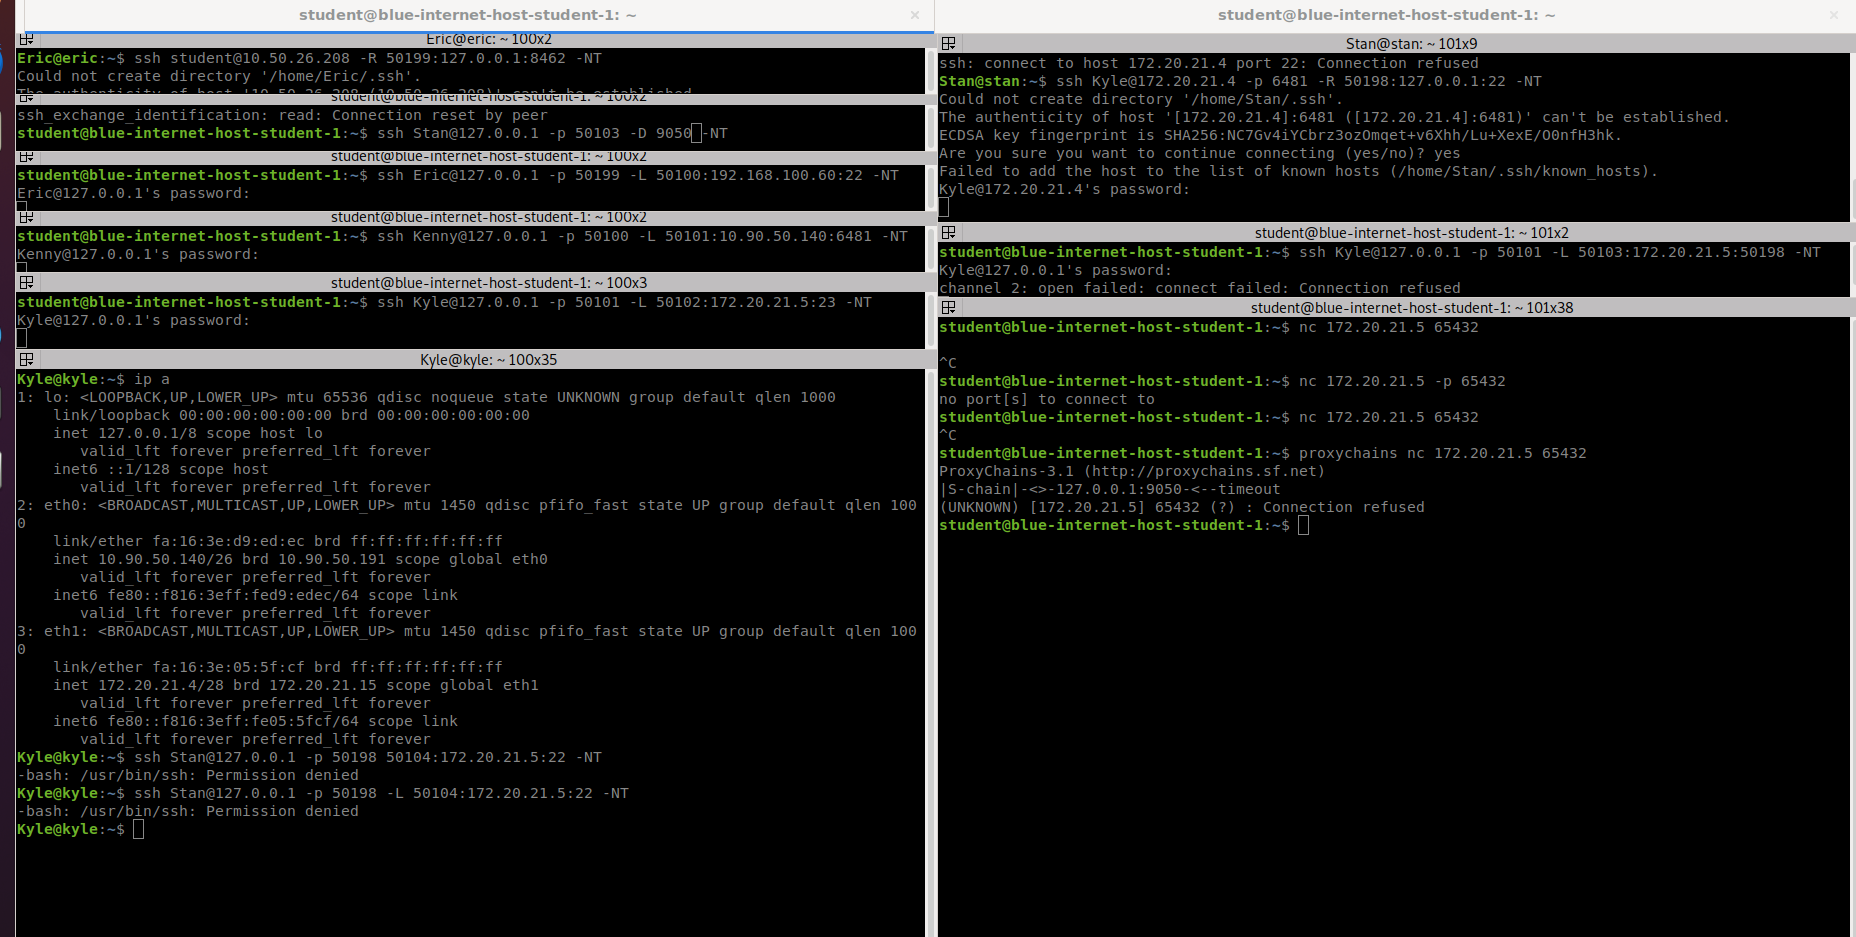 student@blue-internet-host-student-1: ~
×
Eric@eric: ~ 100x2
Eric@eric:~$ ssh student@10.50.26.208 -R 50199:127.0.0.1:8462 -NT
Could not create directory '/home/Eric/.ssh'.
The authenticity of host '10.50.26.208 (10.50.26.208)' can't be established.
student@blue-internet-host-student-1: ~ 100x2
ssh_exchange_identification: read: Connection reset by peer
student@blue-internet-host-student-1:~$ ssh Stan@127.0.0.1 -p 50103 -D 9050 -NT
student@blue-internet-host-student-1: ~ 100x2
student@blue-internet-host-student-1:~$ ssh Eric@127.0.0.1 -p 50199 -L 50100:192.168.100.60:22 -NT
Eric@127.0.0.1's password:
student@blue-internet-host-student-1: ~ 100x2
student@blue-internet-host-student-1:~$ ssh Kenny@127.0.0.1 -p 50100 -L 50101:10.90.50.140:6481 -NT
Kenny@127.0.0.1's password:
student@blue-internet-host-student-1: ~ 100x3
student@blue-internet-host-student-1:~$ ssh Kyle@127.0.0.1 -p 50101 -L 50102:172.20.21.5:23 -NT
Kyle@127.0.0.1's password:
Kyle@kyle: ~ 100x35
Kyle@kyle:~$ ip a
1: lo: <LOOPBACK,UP,LOWER_UP> mtu 65536 qdisc noqueue state UNKNOWN group default qlen 1000
link/loopback 00:00:00:00:00:00 brd 00:00:00:00:00:00
inet 127.0.0.1/8 scope host lo
valid_lft forever preferred_lft forever
inet6 ::1/128 scope host
valid_lft forever preferred_lft forever
2: eth0: <BROADCAST,MULTICAST,UP,LOWER_UP> mtu 1450 qdisc pfifo_fast state UP group default qlen 100
0
link/ether fa:16:3e:d9:ed:ec brd ff:ff:ff:ff:ff:ff
inet 10.90.50.140/26 brd 10.90.50.191 scope global eth0
valid_lft forever preferred_lft forever
inet6 fe80::f816:3eff:fed9:edec/64 scope link
valid_lft forever preferred_lft forever
3: eth1: <BROADCAST,MULTICAST,UP,LOWER_UP> mtu 1450 qdisc pfifo_fast state UP group default qlen 100
0
link/ether fa:16:3e:05:5f:cf brd ff:ff:ff:ff:ff:ff
inet 172.20.21.4/28 brd 172.20.21.15 scope global eth1
valid_lft forever preferred_lft forever
inet6 fe80::f816:3eff:fe05:5fcf/64 scope link
valid_lft forever preferred_lft forever
Kyle@kyle:~$ ssh Stan@127.0.0.1 -p 50198 50104:172.20.21.5:22 -NT
-bash: /usr/bin/ssh: Permission denied
Kyle@kyle:~$ ssh Stan@127.0.0.1 -p 50198 -L 50104:172.20.21.5:22 -NT
-bash: /usr/bin/ssh: Permission denied
Kyle@kyle:~$
student@blue-internet-host-student-1: ~
×
Stan@stan: ~ 101x9
ssh: connect to host 172.20.21.4 port 22: Connection refused
Stan@stan:~$ ssh Kyle@172.20.21.4 -p 6481 -R 50198:127.0.0.1:22 -NT
Could not create directory '/home/Stan/.ssh'.
The authenticity of host '[172.20.21.4]:6481 ([172.20.21.4]:6481)' can't be established.
ECDSA key fingerprint is SHA256:NC7Gv4iYCbrz3ozOmqet+v6Xhh/Lu+XexE/O0nfH3hk.
Are you sure you want to continue connecting (yes/no)? yes
Failed to add the host to the list of known hosts (/home/Stan/.ssh/known_hosts).
Kyle@172.20.21.4's password:
student@blue-internet-host-student-1: ~ 101x2
student@blue-internet-host-student-1:~$ ssh Kyle@127.0.0.1 -p 50101 -L 50103:172.20.21.5:50198 -NT
Kyle@127.0.0.1's password:
channel 2: open failed: connect failed: Connection refused
student@blue-internet-host-student-1: ~ 101x38
student@blue-internet-host-student-1:~$ nc 172.20.21.5 65432
^C
student@blue-internet-host-student-1:~$ nc 172.20.21.5 -p 65432
no port[s] to connect to
student@blue-internet-host-student-1:~$ nc 172.20.21.5 65432
^C
student@blue-internet-host-student-1:~$ proxychains nc 172.20.21.5 65432
ProxyChains-3.1 (http://proxychains.sf.net)
|S-chain|-<>-127.0.0.1:9050-<--timeout
(UNKNOWN) [172.20.21.5] 65432 (?) : Connection refused
student@blue-internet-host-student-1:~$